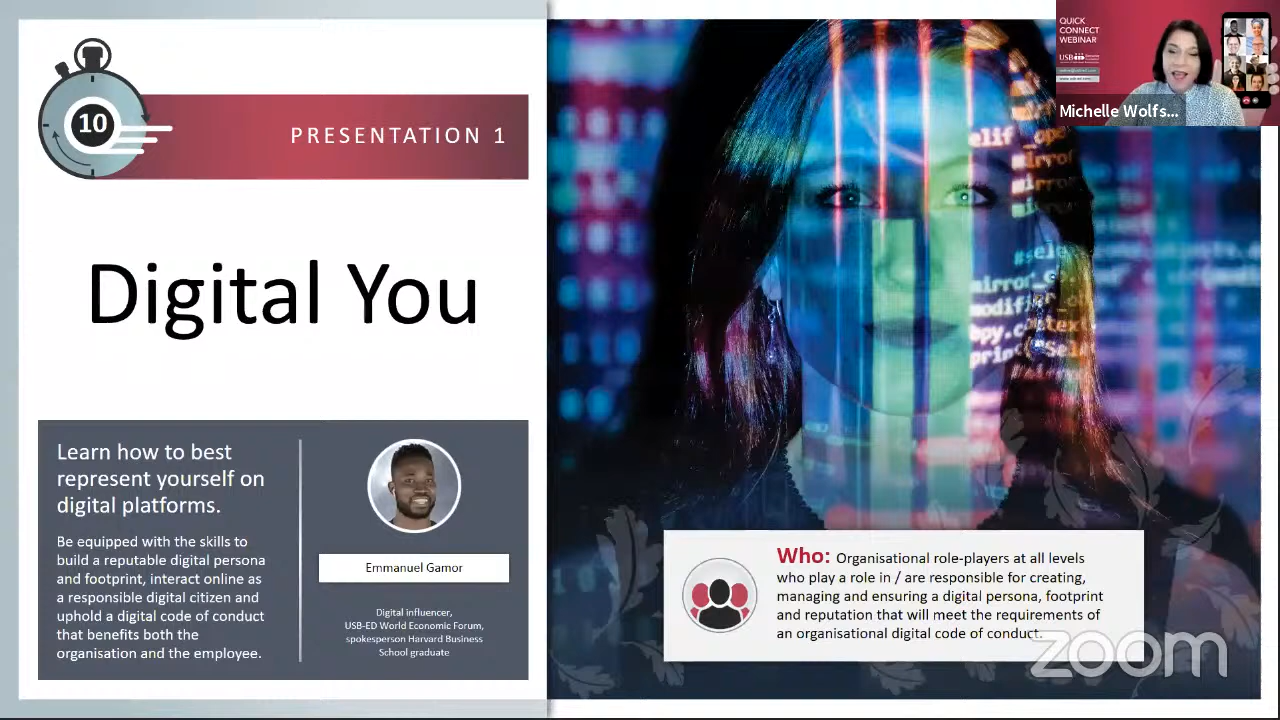 10
PRESENTATION 1
Digital You
Learn how to best
represent yourself on
digital platforms.
Be equipped with the skills to
build a reputable digital persona
and footprint, interact online as
a responsible digital citizen and
uphold a digital code of conduct
that benefits both the
organisation and the employee.
Emmanuel Gamor
Digital influencer,
USB-ED World Economic Forum,
spokesperson Harvard Business
School graduate
QUICK
CONNECT
WEBINAR
USB
Michelle Wolfs...
elif
mirror
print
Who: Organisational role-players at all levels
who play a role in / are responsible for creating,
managing and ensuring a digital persona, footprint
and reputation that will meet the requirements of
an organisational digital code of conduct.
zoom